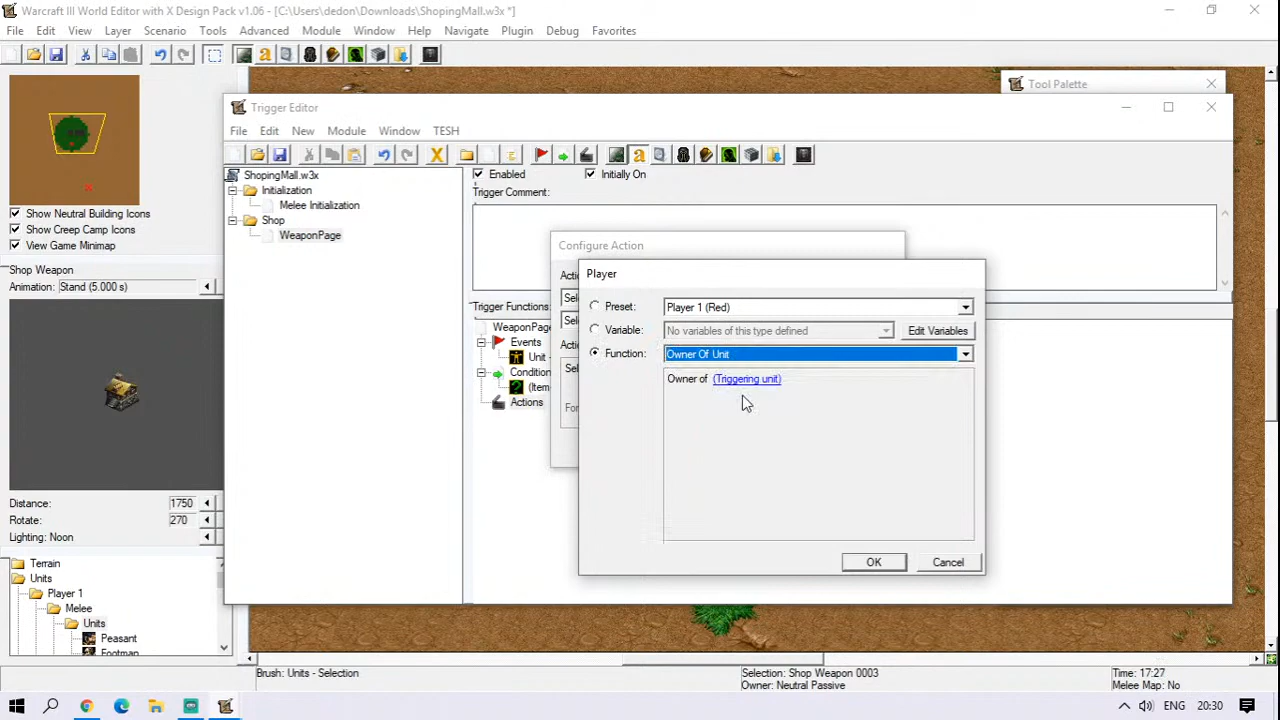 Warcraft III World Editor with X Design Pack v1.06 - [C:\Users\dedon\Downloads\ShopingMall.w3x *]
File Edit View Layer Scenario Tools Advanced Module Window Help Navigate Plugin Debug Favorites
Tool Palette
Trigger Editor
File Edit New Module Window TESH
ShopingMall.w3x
Initialization
Melee Initialization
Shop
WeaponPage
Enabled
Initially On
Trigger Comment:
Show Neutral Building Icons
Show Creep Camp Icons
View Game Minimap
Shop Weapon
Animation: Stand (5.000 s)
Configure Action
Player
Preset: Player 1 (Red)
Variable: No variables of this type defined Edit Variables
Function: Owner Of Unit
Owner of (Triggering unit)
OK Cancel
Trigger Functions:
WeaponPag
Events
Unit -
Condition
(Item
Actions
Distance: 1750
Rotate: 270
Lighting: Noon
Terrain
Units
Player 1
Melee
Units
Peasant
Footman
Brush: Units - Selection
Selection: Shop Weapon 0003
Owner: Neutral Passive
Time: 17:27
Melee Map: No
ENG 20:30